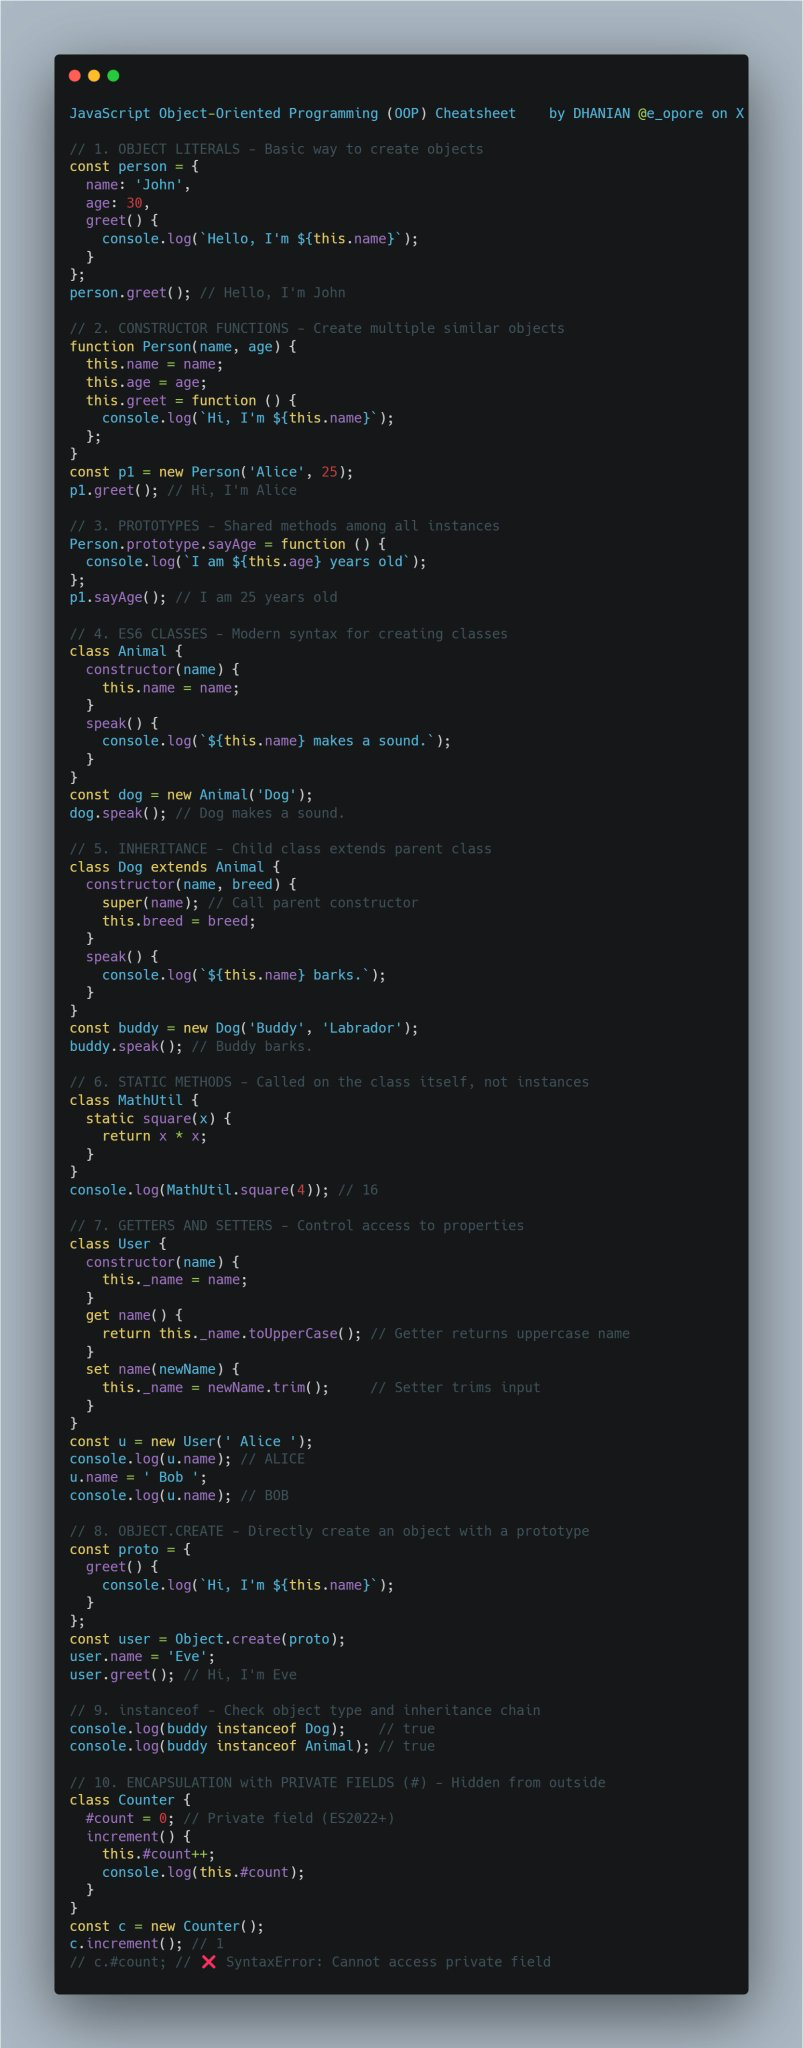 JavaScript Object-Oriented Programming (OOP) Cheatsheet    by DHANIAN @e_opore on X

// 1. OBJECT LITERALS - Basic way to create objects
const person = {
  name: 'John',
  age: 30,
  greet() {
    console.log(`Hello, I'm ${this.name}`);
  }
};
person.greet(); // Hello, I'm John

// 2. CONSTRUCTOR FUNCTIONS - Create multiple similar objects
function Person(name, age) {
  this.name = name;
  this.age = age;
  this.greet = function () {
    console.log(`Hi, I'm ${this.name}`);
  };
}
const p1 = new Person('Alice', 25);
p1.greet(); // Hi, I'm Alice

// 3. PROTOTYPES - Shared methods among all instances
Person.prototype.sayAge = function () {
  console.log(`I am ${this.age} years old`);
};
p1.sayAge(); // I am 25 years old

// 4. ES6 CLASSES - Modern syntax for creating classes
class Animal {
  constructor(name) {
    this.name = name;
  }
  speak() {
    console.log(`${this.name} makes a sound.`);
  }
}
const dog = new Animal('Dog');
dog.speak(); // Dog makes a sound.

// 5. INHERITANCE - Child class extends parent class
class Dog extends Animal {
  constructor(name, breed) {
    super(name); // Call parent constructor
    this.breed = breed;
  }
  speak() {
    console.log(`${this.name} barks.`);
  }
}
const buddy = new Dog('Buddy', 'Labrador');
buddy.speak(); // Buddy barks.

// 6. STATIC METHODS - Called on the class itself, not instances
class MathUtil {
  static square(x) {
    return x * x;
  }
}
console.log(MathUtil.square(4)); // 16

// 7. GETTERS AND SETTERS - Control access to properties
class User {
  constructor(name) {
    this._name = name;
  }
  get name() {
    return this._name.toUpperCase(); // Getter returns uppercase name
  }
  set name(newName) {
    this._name = newName.trim();     // Setter trims input
  }
}
const u = new User(' Alice ');
console.log(u.name); // ALICE
u.name = ' Bob ';
console.log(u.name); // BOB

// 8. OBJECT.CREATE - Directly create an object with a prototype
const proto = {
  greet() {
    console.log(`Hi, I'm ${this.name}`);
  }
};
const user = Object.create(proto);
user.name = 'Eve';
user.greet(); // Hi, I'm Eve

// 9. instanceof - Check object type and inheritance chain
console.log(buddy instanceof Dog);    // true
console.log(buddy instanceof Animal); // true

// 10. ENCAPSULATION with PRIVATE FIELDS (#) - Hidden from outside
class Counter {
  #count = 0; // Private field (ES2022+)
  increment() {
    this.#count++;
    console.log(this.#count);
  }
}
const c = new Counter();
c.increment(); // 1
// c.#count; // ❌ SyntaxError: Cannot access private field